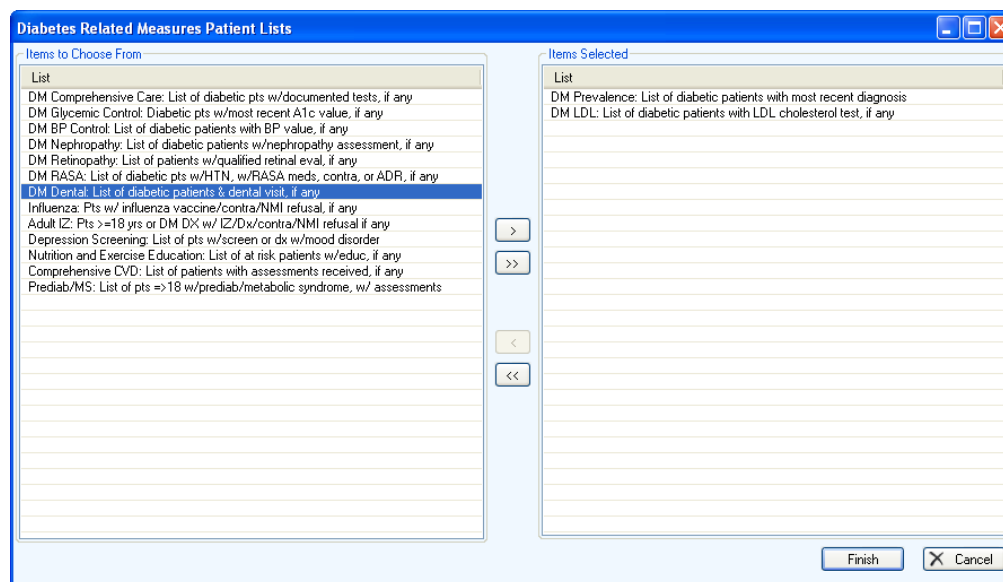 Diabetes Related Measures Patient Lists
Items to Choose From
List
DM Comprehensive Care: List of diabetic pts w/documented tests, if any
DM Glycemic Control: Diabetic pts w/most recent A1c value, if any
DM BP Control: List of diabetic patients with BP value, if any
DM Nephropathy: List of diabetic patients w/nephropathy assessment, if any
DM Retinopathy: List of patients w/qualified retinal eval, if any
DM RASA: List of diabetic pts w/HTN, w/RASA meds, contra, or ADR, if any
DM Dental: List of diabetic patients & dental visit, if any
Influenza: Pts w/ influenza vaccine/contra/NMI refusal, if any
Adult IZ: Pts >=18 yrs or DM DX w/ IZ/Dx/contra/NMI refusal if any
Depression Screening: List of pts w/screen or dx w/mood disorder
Nutrition and Exercise Education: List of at risk patients w/educ, if any
Comprehensive CVD: List of patients with assessments received, if any
Prediab/MS: List of pts =>18 w/prediab/metabolic syndrome, w/ assessments
>
>>
<
<<
Items Selected
List
DM Prevalence: List of diabetic patients with most recent diagnosis
DM LDL: List of diabetic patients with LDL cholesterol test, if any
Finish
Cancel